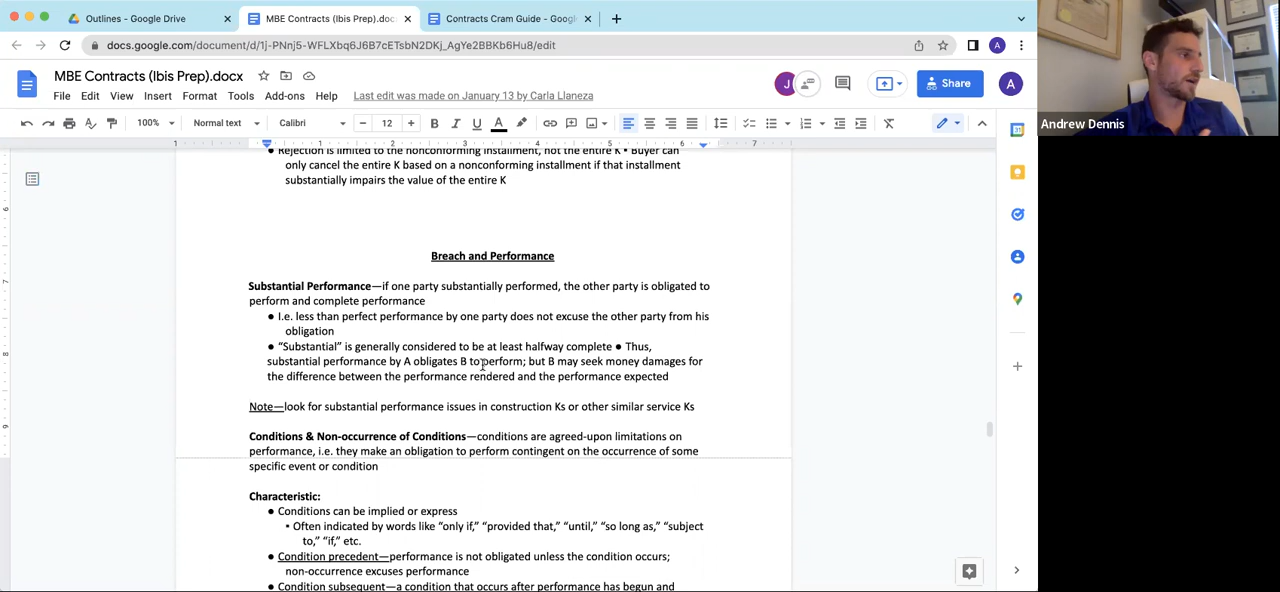 Outlines - Google Drive
MBE Contracts (Ibis Prep).docx
Contracts Cram Guide - Google
docs.google.com/document/d/1j-PNnj5-WFLXbq6J6B7cETsbN2DKj_AgYe2BBKb6Hu8/edit
MBE Contracts (Ibis Prep).docx
File Edit View Insert Format Extensions Add-ons Help Last edit was made on January 13 by Carla Llaneza
J
Share
A
100% Normal text Calibri 12 B I U A
1 1 2 3 4 5 6 7
● Rejection is limited to the nonconforming installment, not the entire K ▪ Buyer can
only cancel the entire K based on a nonconforming installment if that installment
substantially impairs the value of the entire K
Breach and Performance
Substantial Performance—if one party substantially performed, the other party is obligated to
perform and complete performance
● I.e. less than perfect performance by one party does not excuse the other party from his
obligation
● “Substantial” is generally considered to be at least halfway complete ● Thus,
substantial performance by A obligates B to perform; but B may seek money damages for
the difference between the performance rendered and the performance expected
Note—look for substantial performance issues in construction Ks or other similar service Ks
Conditions & Non-occurrence of Conditions—conditions are agreed-upon limitations on
performance, i.e. they make an obligation to perform contingent on the occurrence of some
specific event or condition
Characteristic:
● Conditions can be implied or express
▪ Often indicated by words like “only if,” “provided that,” “until,” “so long as,” “subject
to,” “if,” etc.
● Condition precedent—performance is not obligated unless the condition occurs;
non-occurrence excuses performance
● Condition subsequent—a condition that occurs after performance has begun and
Andrew Dennis